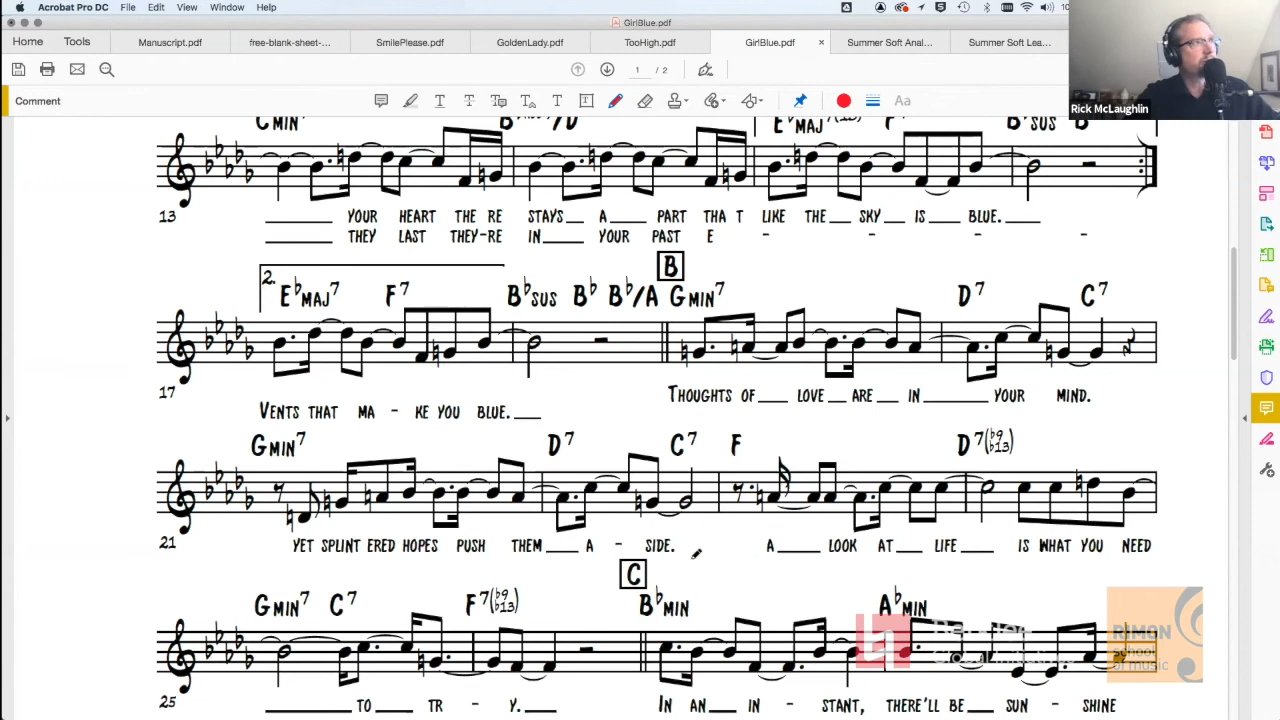 Acrobat Pro DC File Edit View Window Help
GirlBlue.pdf
Home Tools Manuscript.pdf free-blank-sheet-... SmilePlease.pdf GoldenLady.pdf TooHigh.pdf GirlBlue.pdf × Summer Soft Anal... Summer Soft Lea...
1 / 2
Comment
Rick McLaughlin
13
YOUR HEART THE RE STAYS A PART THA T LIKE THE SKY IS BLUE.
THEY LAST THEY-RE IN YOUR PAST E - - - -
B
2. E♭MAJ7 F7 B♭SUS B♭ B♭/A GMIN7 D7 C7
17
THOUGHTS OF LOVE ARE IN YOUR MIND.
VENTS THAT MA - KE YOU BLUE.
GMIN7 D7 C7 F D7(♭9 ♭13)
21
YET SPLINT ERED HOPES PUSH THEM A - SIDE. A LOOK AT LIFE IS WHAT YOU NEED
C
GMIN7 C7 F7(♭9 ♭13) B♭MIN A♭MIN
RIMON
school
of music
25
TO TR - Y. IN AN IN - STANT, THERE'LL BE SUN - SHINE